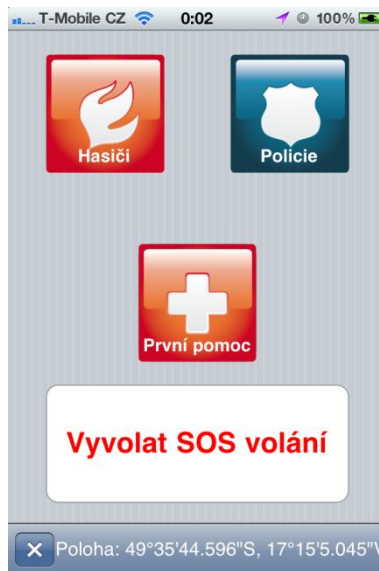 T-Mobile CZ 0:02 100%
Hasiči Policie
První pomoc
Vyvolat SOS volání
Poloha: 49°35'44.596"S, 17°15'5.045"V